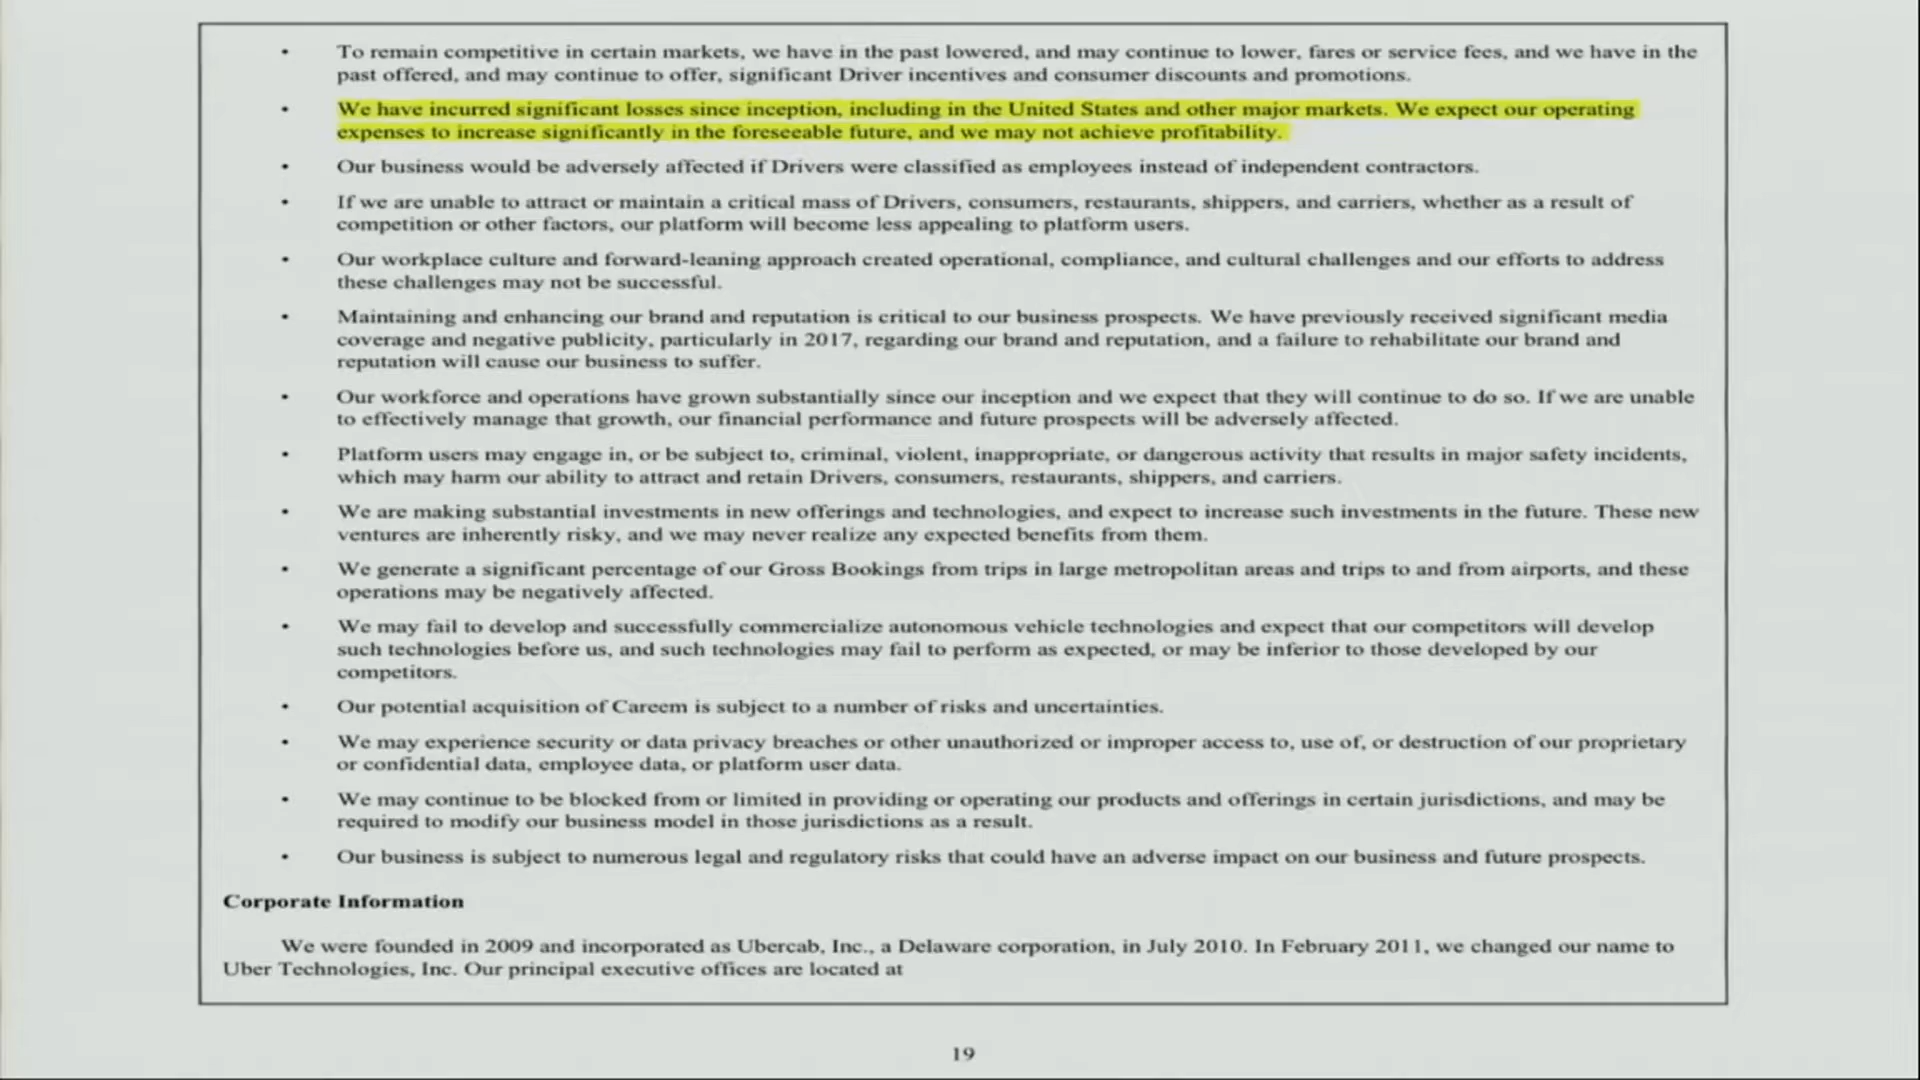 • To remain competitive in certain markets, we have in the past lowered, and may continue to lower, fares or service fees, and we have in the
past offered, and may continue to offer, significant Driver incentives and consumer discounts and promotions.
• We have incurred significant losses since inception, including in the United States and other major markets. We expect our operating
expenses to increase significantly in the foreseeable future, and we may not achieve profitability.
• Our business would be adversely affected if Drivers were classified as employees instead of independent contractors.
• If we are unable to attract or maintain a critical mass of Drivers, consumers, restaurants, shippers, and carriers, whether as a result of
competition or other factors, our platform will become less appealing to platform users.
• Our workplace culture and forward-leaning approach created operational, compliance, and cultural challenges and our efforts to address
these challenges may not be successful.
• Maintaining and enhancing our brand and reputation is critical to our business prospects. We have previously received significant media
coverage and negative publicity, particularly in 2017, regarding our brand and reputation, and a failure to rehabilitate our brand and
reputation will cause our business to suffer.
• Our workforce and operations have grown substantially since our inception and we expect that they will continue to do so. If we are unable
to effectively manage that growth, our financial performance and future prospects will be adversely affected.
• Platform users may engage in, or be subject to, criminal, violent, inappropriate, or dangerous activity that results in major safety incidents,
which may harm our ability to attract and retain Drivers, consumers, restaurants, shippers, and carriers.
• We are making substantial investments in new offerings and technologies, and expect to increase such investments in the future. These new
ventures are inherently risky, and we may never realize any expected benefits from them.
• We generate a significant percentage of our Gross Bookings from trips in large metropolitan areas and trips to and from airports, and these
operations may be negatively affected.
• We may fail to develop and successfully commercialize autonomous vehicle technologies and expect that our competitors will develop
such technologies before us, and such technologies may fail to perform as expected, or may be inferior to those developed by our
competitors.
• Our potential acquisition of Careem is subject to a number of risks and uncertainties.
• We may experience security or data privacy breaches or other unauthorized or improper access to, use of, or destruction of our proprietary
or confidential data, employee data, or platform user data.
• We may continue to be blocked from or limited in providing or operating our products and offerings in certain jurisdictions, and may be
required to modify our business model in those jurisdictions as a result.
• Our business is subject to numerous legal and regulatory risks that could have an adverse impact on our business and future prospects.
Corporate Information
We were founded in 2009 and incorporated as Ubercab, Inc., a Delaware corporation, in July 2010. In February 2011, we changed our name to
Uber Technologies, Inc. Our principal executive offices are located at
19